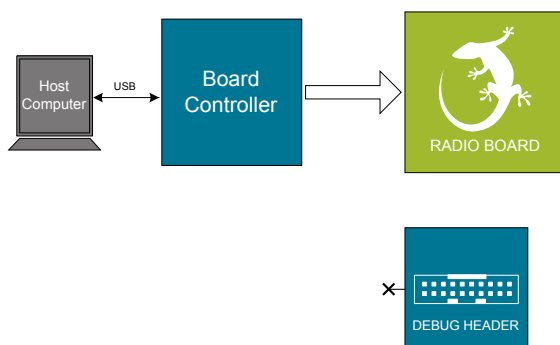 Host
Computer
USB
Board
Controller
RADIO BOARD
DEBUG HEADER